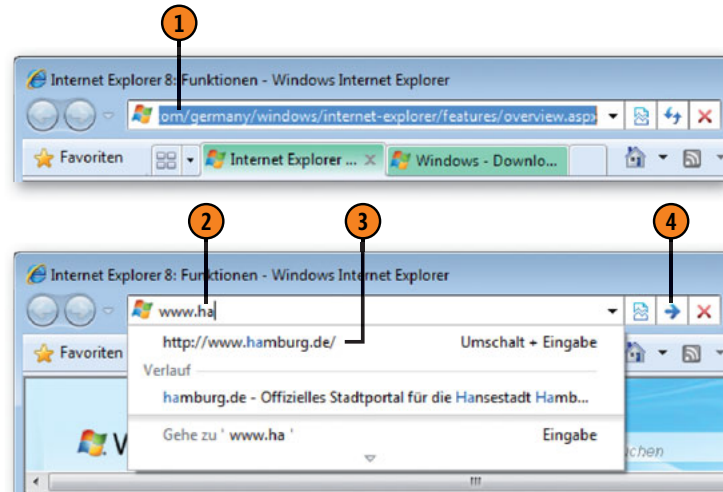 1
Internet Explorer 8: Funktionen - Windows Internet Explorer
om/germany/windows/internet-explorer/features/overview.aspx
Favoriten Internet Explorer ... Windows - Downlo...
2 3 4
Internet Explorer 8: Funktionen - Windows Internet Explorer
www.ha
http://www.hamburg.de/ Umschalt + Eingabe
Favoriten
Verlauf
hamburg.de - Offizielles Stadtportal für die Hansestadt Hamb...
Gehe zu ' www.ha ' Eingabe
W chen